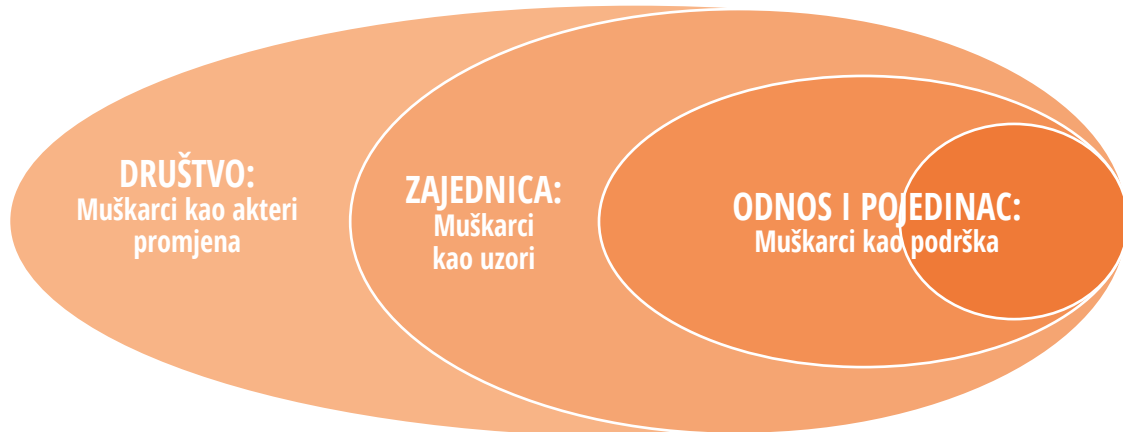 DRUŠTVO:
Muškarci kao akteri
promjena
ZAJEDNICA:
Muškarci
kao uzori
ODNOS I POJEDINAC:
Muškarci kao podrška